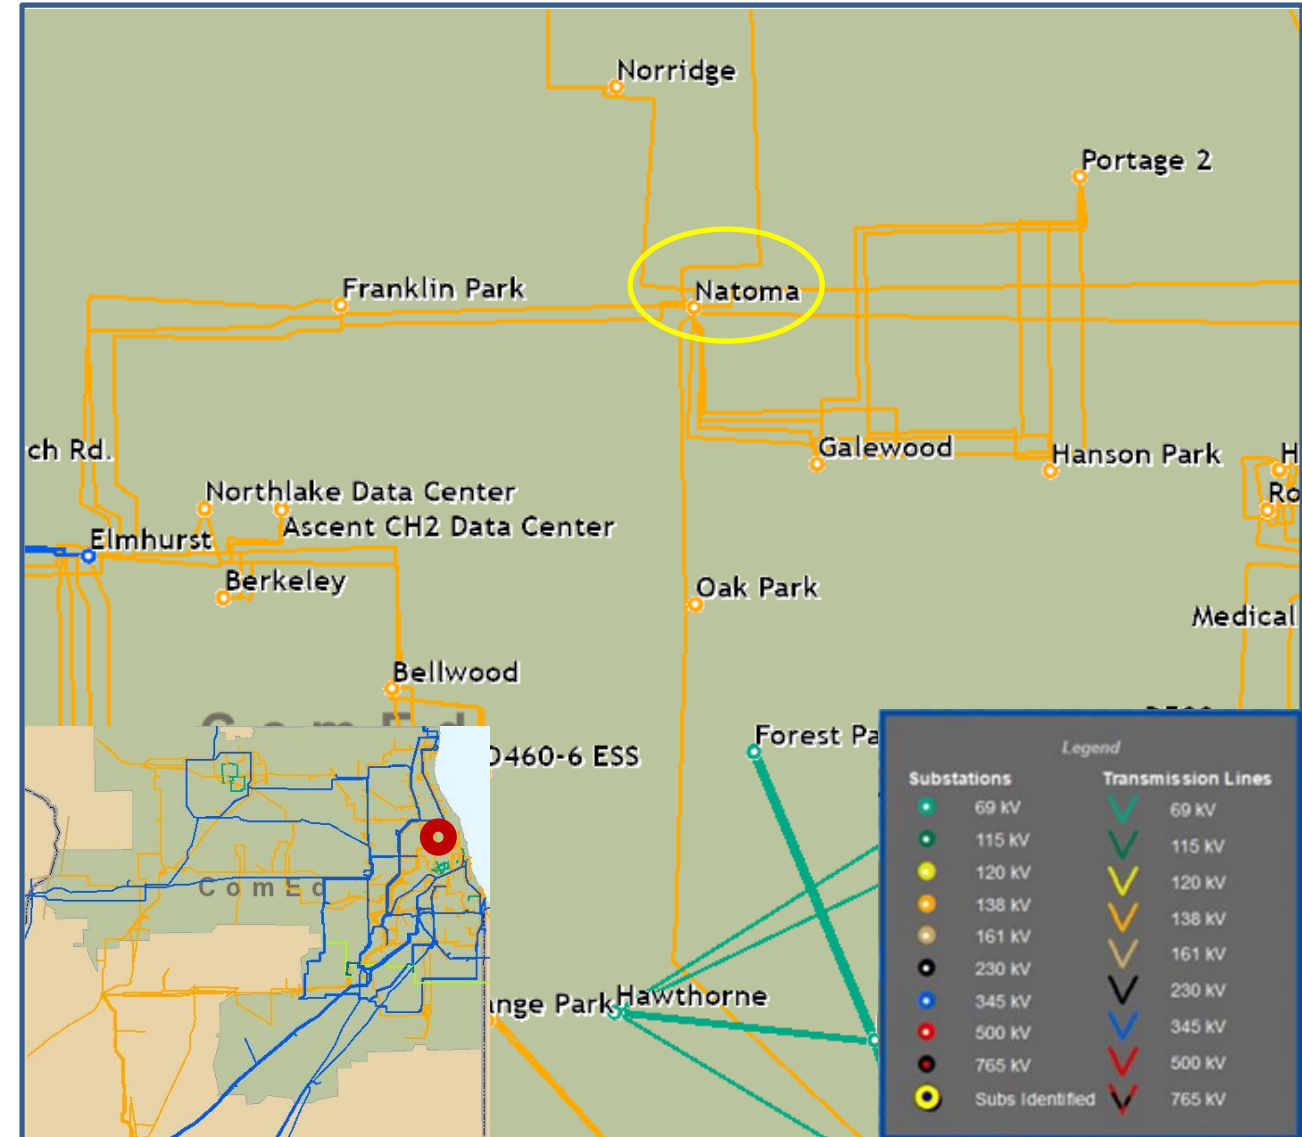 Norridge
Portage 2
Franklin Park
Natoma
ch Rd.
Galewood
Hanson Park
H
Northlake Data Center
Ro
Ascent CH2 Data Center
Elmhurst
Berkeley
Oak Park
Medical
Bellwood
ComEd
Forest Pa
D460-6 ESS
ComEd
ange Park
Hawthorne
Legend
Substations Transmission Lines
69 kV 69 kV
115 kV 115 kV
120 kV 120 kV
138 kV 138 kV
161 kV 161 kV
230 kV 230 kV
345 kV 345 kV
500 kV 500 kV
765 kV 765 kV
Subs Identified